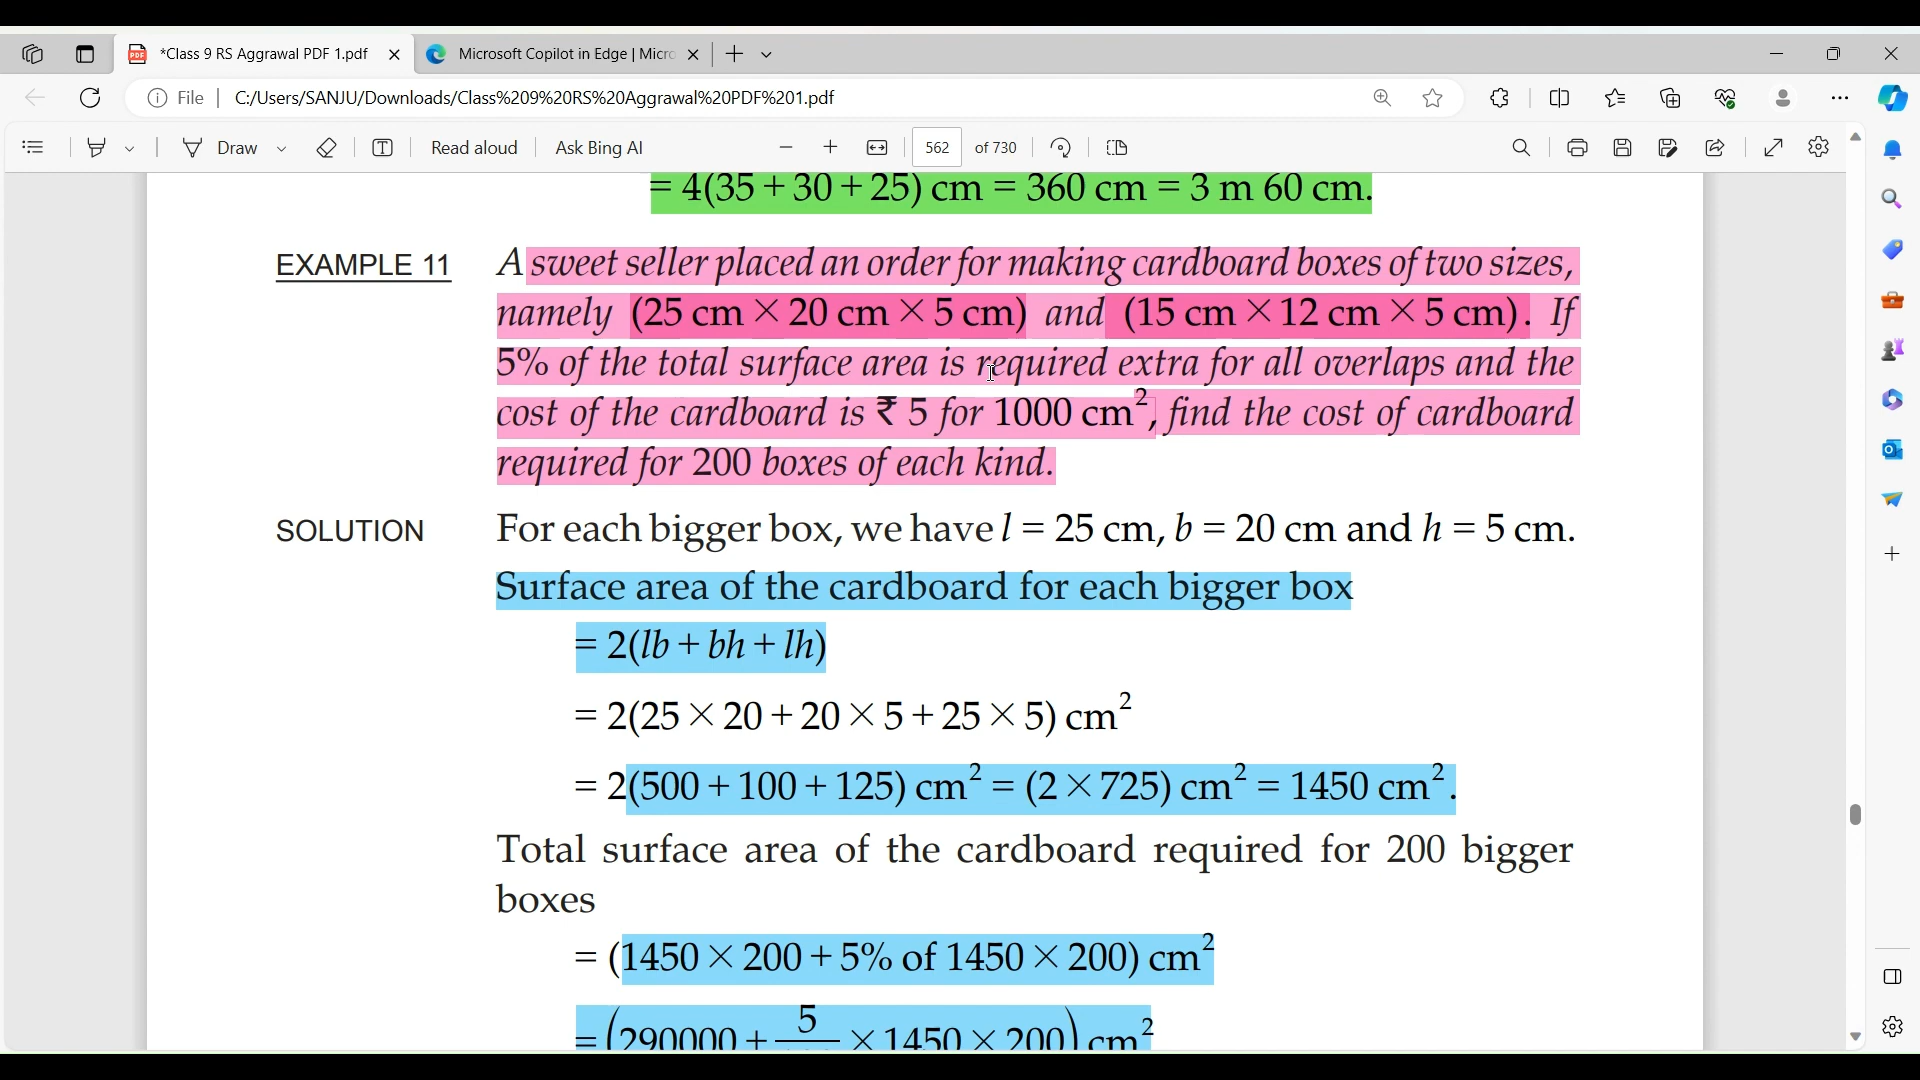 *Class 9 RS Aggrawal PDF 1.pdf
Microsoft Copilot in Edge | Micro
File
C:/Users/SANJU/Downloads/Class%209%20RS%20Aggrawal%20PDF%201.pdf
Draw
Read aloud
Ask Bing AI
562 of 730
= 4(35 + 30 + 25) cm = 360 cm = 3 m 60 cm.
EXAMPLE 11 A sweet seller placed an order for making cardboard boxes of two sizes,
namely (25 cm × 20 cm × 5 cm) and (15 cm × 12 cm × 5 cm). If
5% of the total surface area is required extra for all overlaps and the
cost of the cardboard is ₹ 5 for 1000 cm², find the cost of cardboard
required for 200 boxes of each kind.
SOLUTION For each bigger box, we have l = 25 cm, b = 20 cm and h = 5 cm.
Surface area of the cardboard for each bigger box
= 2(lb + bh + lh)
= 2(25 × 20 + 20 × 5 + 25 × 5) cm²
= 2(500 + 100 + 125) cm² = (2 × 725) cm² = 1450 cm².
Total surface area of the cardboard required for 200 bigger
boxes
= (1450 × 200 + 5% of 1450 × 200) cm²
= (290000 + 5 × 1450 × 200) cm²